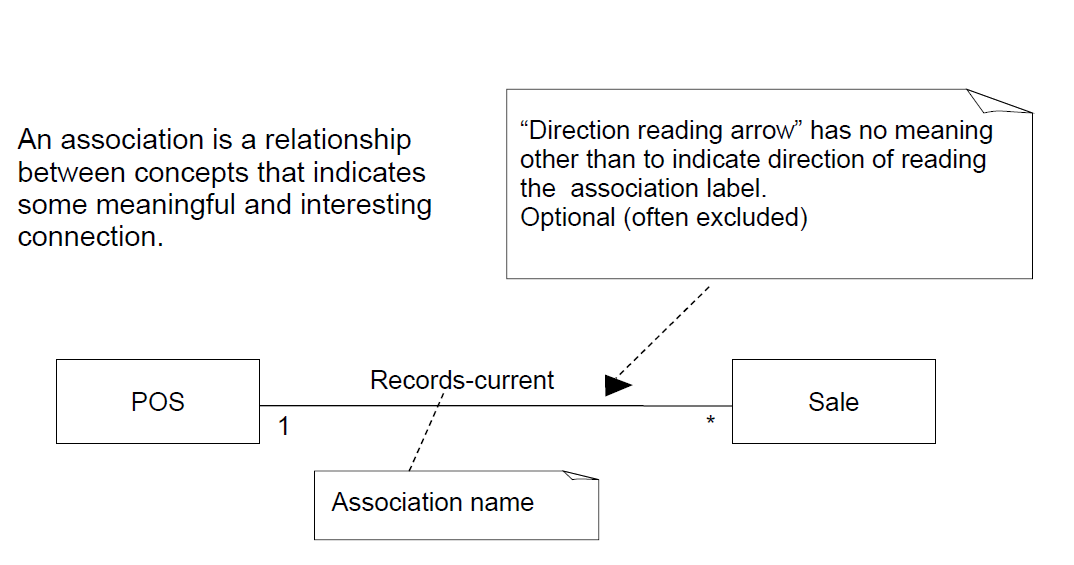 An association is a relationship
between concepts that indicates
some meaningful and interesting
connection.
“Direction reading arrow” has no meaning
other than to indicate direction of reading
the  association label.
Optional (often excluded)
POS
Records-current
Sale
1
*
Association name